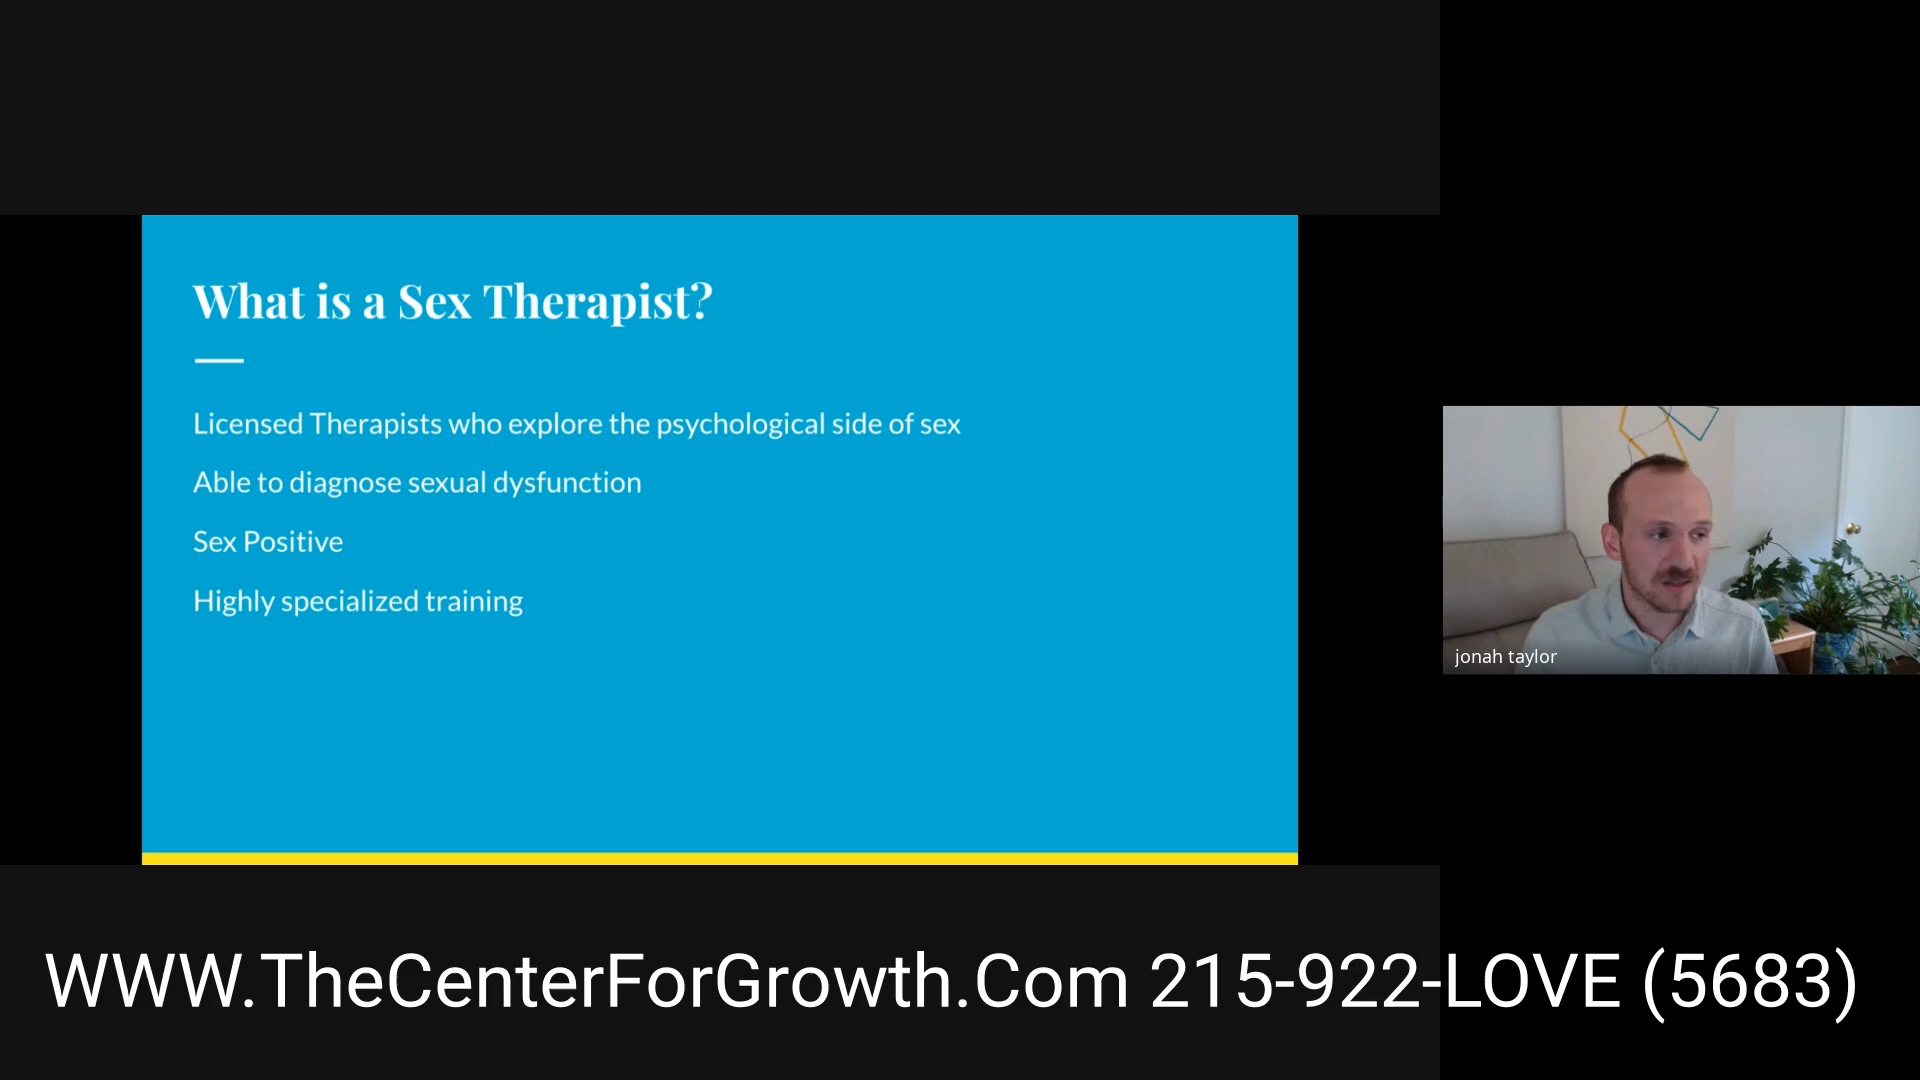 What is a Sex Therapist?
Licensed Therapists who explore the psychological side of sex
Able to diagnose sexual dysfunction
Sex Positive
Highly specialized training
jonah taylor
WWW.TheCenterForGrowth.Com 215-922-LOVE (5683)